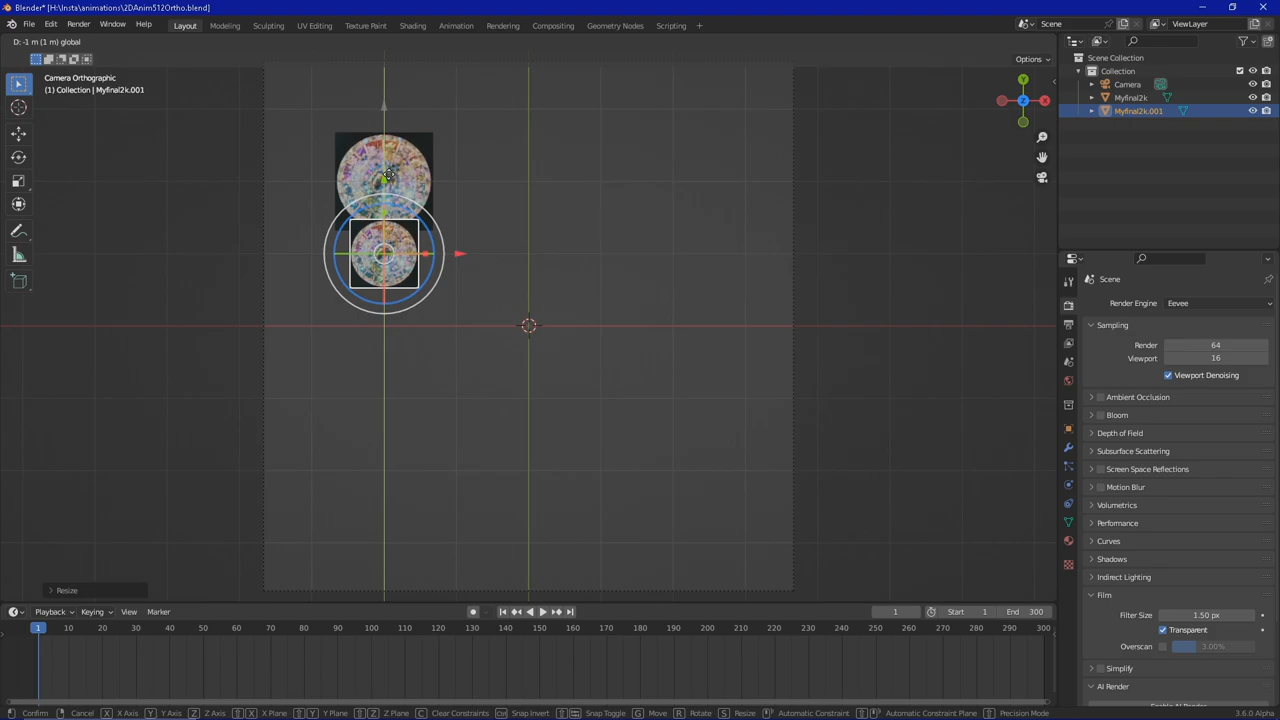 Blender* [H:\Insta\animations\2DAnim512Ortho.blend]
File Edit Render Window Help Layout Modeling Sculpting UV Editing Texture Paint Shading Animation Rendering Compositing Geometry Nodes + Scene ViewLayer
D: -1 m (1 m) global
Options
Camera Orthographic
(1) Collection | Myfinal2k.001
Y
Z
X
Scene Collection
Collection
Camera
Myfinal2k
Myfinal2k.001
Scene
Render Engine Eevee
Sampling
Render 64
Viewport 16
Viewport Denoising
Ambient Occlusion
Bloom
Depth of Field
Subsurface Scattering
Screen Space Reflections
Motion Blur
Volumetrics
Performance
Curves
Shadows
Indirect Lighting
Film
Filter Size 1.50 px
Transparent
Overscan 3.00%
Simplify
AI Render
Resize
Playback Keying View Marker 1 Start 1 End 300
1 10 20 30 40 50 60 70 80 90 100 110 120 130 140 150 160 170 180 190 200 210 220 230 240 250 260 270 280 290 300
Confirm Cancel X X Axis Y Y Axis Z Z Axis X X Plane Y Y Plane Z Z Plane C Clear Constraints Snap Invert Snap Toggle G Move R Rotate S Resize Automatic Constraint Automatic Constraint Plane Precision Mode 3.6.0 Alpha